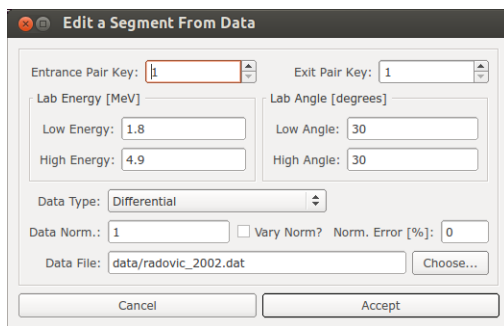 Edit a Segment From Data
Entrance Pair Key: 1 Exit Pair Key: 1
Lab Energy [MeV] Lab Angle [degrees]
Low Energy: 1.8 Low Angle: 30
High Energy: 4.9 High Angle: 30
Data Type: Differential
Data Norm.: 1 Vary Norm? Norm. Error [%]: 0
Data File: data/radovic_2002.dat Choose...
Cancel Accept